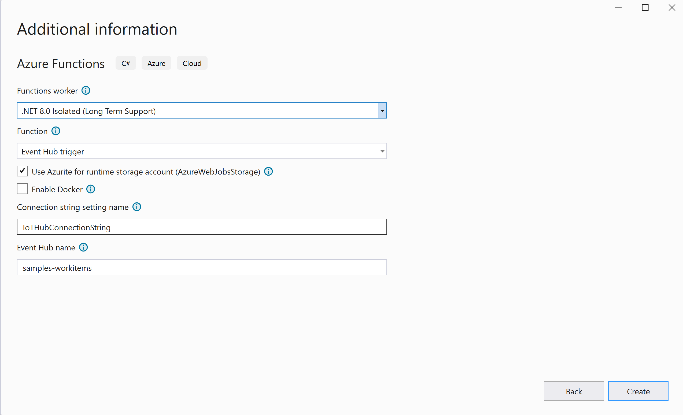 Additional information
Azure Functions C# Azure Cloud
Functions worker
.NET 8.0 Isolated (Long Term Support)
Function
Event Hub trigger
Use Azurite for runtime storage account (AzureWebJobsStorage)
Enable Docker
Connection string setting name
IoTHubConnectionString
Event Hub name
samples-workitems
Back Create